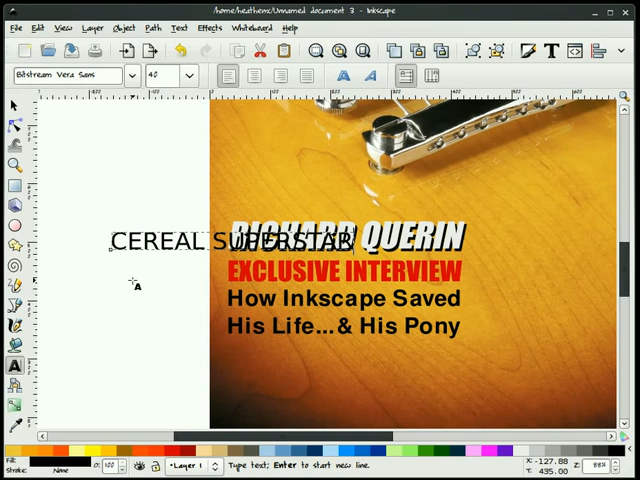 /home/heathenx/Unnamed document 3 - Inkscape
File Edit View Layer Object Path Text Effects Whiteboard Help
Bitstream Vera Sans 40
CEREAL SUPERSTAR
RICHARD QUERIN
EXCLUSIVE INTERVIEW
How Inkscape Saved
His Life...& His Pony
Fill:
Stroke: None
O: 100
Layer 1
Type text; Enter to start new line.
X: -127.88
Y: 435.00
Z: 88%